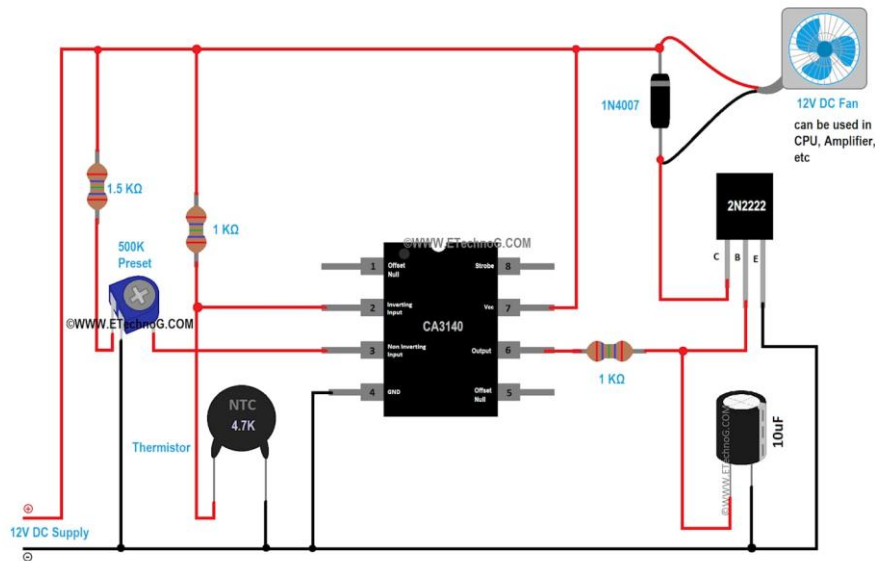 1N4007
12V DC Fan
can be used in
CPU, Amplifier,
etc
1.5 KΩ
1 KΩ
2N2222
C
B
E
500K
Preset
©WWW.ETechnoG.COM
©WWW.ETechnoG.COM
1
Offset
Null
Strobe
8
2
Inverting
Input
Vcc
7
CA3140
3
Non Inverting
Input
Output
6
4
GND
Offset
Null
5
1 KΩ
NTC
4.7K
Thermistor
©WWW.ETechnoG.COM
10uF
+
12V DC Supply
-